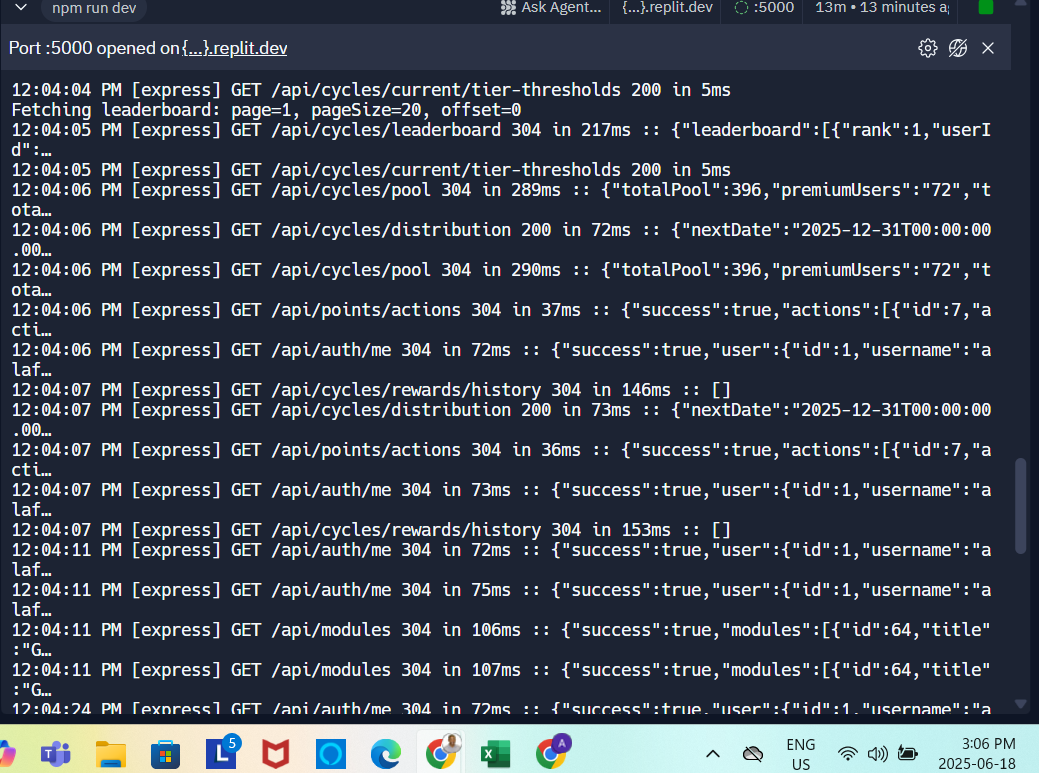 npm run dev
Ask Agent...
{...}.replit.dev
:5000
13m • 13 minutes a
Port :5000 opened on {...}.replit.dev
12:04:04 PM [express] GET /api/cycles/current/tier-thresholds 200 in 5ms
Fetching leaderboard: page=1, pageSize=20, offset=0
12:04:05 PM [express] GET /api/cycles/leaderboard 304 in 217ms :: {"leaderboard":[{"rank":1,"userI
d":…
12:04:05 PM [express] GET /api/cycles/current/tier-thresholds 200 in 5ms
12:04:06 PM [express] GET /api/cycles/pool 304 in 289ms :: {"totalPool":396,"premiumUsers":"72","t
ota…
12:04:06 PM [express] GET /api/cycles/distribution 200 in 72ms :: {"nextDate":"2025-12-31T00:00:00
.00…
12:04:06 PM [express] GET /api/cycles/pool 304 in 290ms :: {"totalPool":396,"premiumUsers":"72","t
ota…
12:04:06 PM [express] GET /api/points/actions 304 in 37ms :: {"success":true,"actions":[{"id":7,"a
cti…
12:04:06 PM [express] GET /api/auth/me 304 in 72ms :: {"success":true,"user":{"id":1,"username":"a
laf…
12:04:07 PM [express] GET /api/cycles/rewards/history 304 in 146ms :: []
12:04:07 PM [express] GET /api/cycles/distribution 200 in 73ms :: {"nextDate":"2025-12-31T00:00:00
.00…
12:04:07 PM [express] GET /api/points/actions 304 in 36ms :: {"success":true,"actions":[{"id":7,"a
cti…
12:04:07 PM [express] GET /api/auth/me 304 in 73ms :: {"success":true,"user":{"id":1,"username":"a
laf…
12:04:07 PM [express] GET /api/cycles/rewards/history 304 in 153ms :: []
12:04:11 PM [express] GET /api/auth/me 304 in 72ms :: {"success":true,"user":{"id":1,"username":"a
laf…
12:04:11 PM [express] GET /api/auth/me 304 in 75ms :: {"success":true,"user":{"id":1,"username":"a
laf…
12:04:11 PM [express] GET /api/modules 304 in 106ms :: {"success":true,"modules":[{"id":64,"title"
:"G…
12:04:11 PM [express] GET /api/modules 304 in 107ms :: {"success":true,"modules":[{"id":64,"title"
:"G…
12:04:24 PM [express] GET /api/auth/me 304 in 72ms :: {"success":true,"user":{"id":1,"username":"a
T
L
5
X
A
ENG
US
3:06 PM
2025-06-18